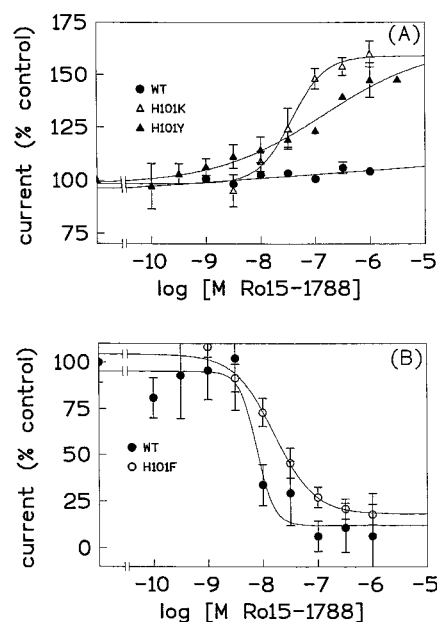 (A)
current (% control)
150
125
100
75
WT
H101K
H101Y
-10 -9 -8 -7 -6 -5
log [M Ro15-1788]
(B)
current (% control)
100
75
50
25
0
WT
H101F
-10 -9 -8 -7 -6 -5
log [M Ro15-1788]